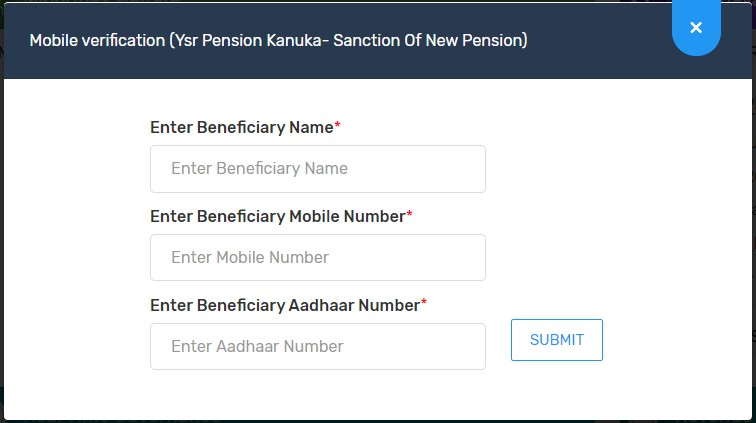 Mobile verification (Ysr Pension Kanuka- Sanction Of New Pension)
×
Enter Beneficiary Name*
Enter Beneficiary Name
Enter Beneficiary Mobile Number*
Enter Mobile Number
Enter Beneficiary Aadhaar Number*
Enter Aadhaar Number
SUBMIT